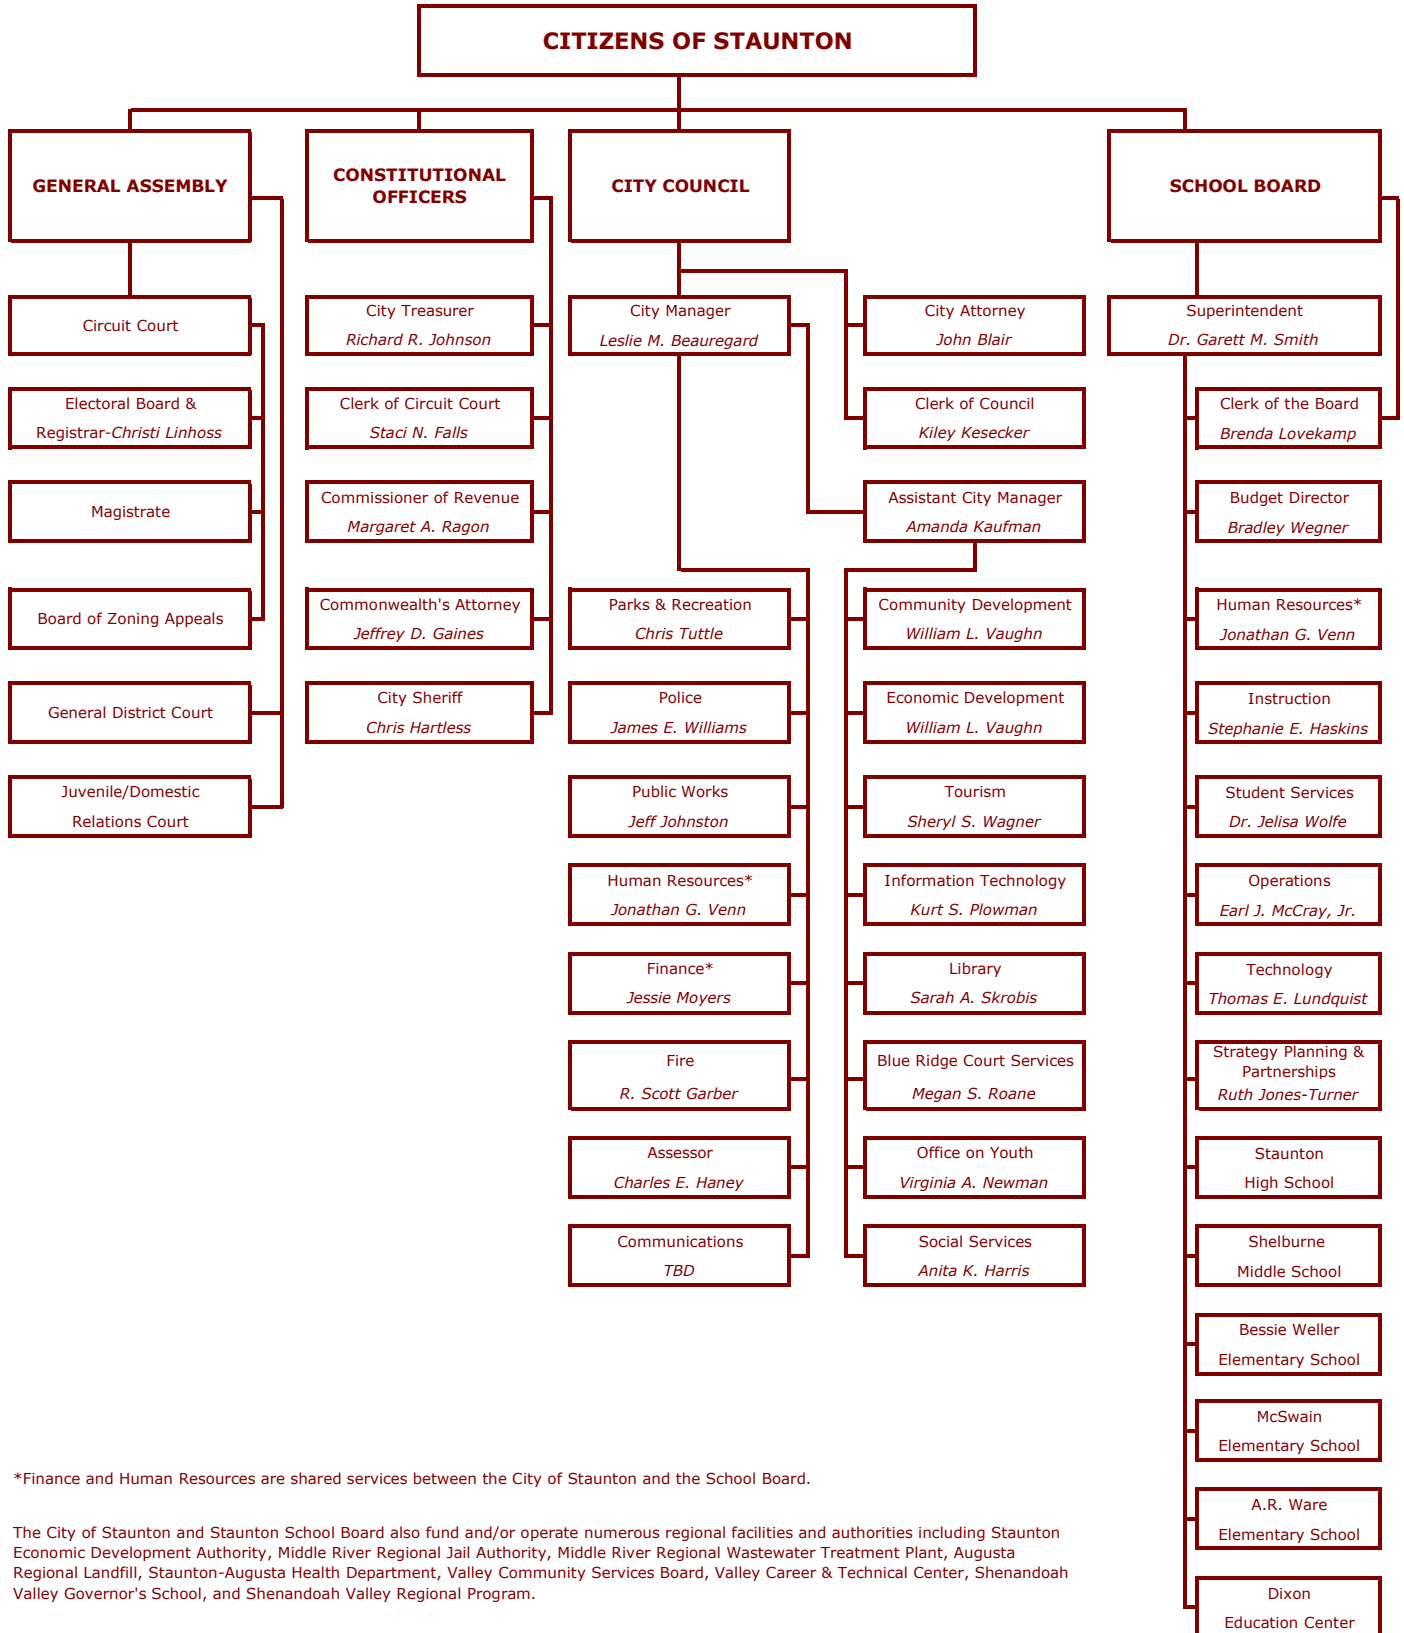 CITIZENS OF STAUNTON
GENERAL ASSEMBLY
CONSTITUTIONAL
OFFICERS
CITY COUNCIL
SCHOOL BOARD
Circuit Court
Electoral Board &
Registrar-Christi Linhoss
Magistrate
Board of Zoning Appeals
General District Court
Juvenile/Domestic
Relations Court
City Treasurer
Richard R. Johnson
Clerk of Circuit Court
Staci N. Falls
Commissioner of Revenue
Margaret A. Ragon
Commonwealth's Attorney
Jeffrey D. Gaines
City Sheriff
Chris Hartless
City Manager
Leslie M. Beauregard
City Attorney
John Blair
Clerk of Council
Kiley Kesecker
Assistant City Manager
Amanda Kaufman
Parks & Recreation
Chris Tuttle
Police
James E. Williams
Public Works
Jeff Johnston
Human Resources*
Jonathan G. Venn
Finance*
Jessie Moyers
Fire
R. Scott Garber
Assessor
Charles E. Haney
Communications
TBD
Community Development
William L. Vaughn
Economic Development
William L. Vaughn
Tourism
Sheryl S. Wagner
Information Technology
Kurt S. Plowman
Library
Sarah A. Skrobis
Blue Ridge Court Services
Megan S. Roane
Office on Youth
Virginia A. Newman
Social Services
Anita K. Harris
Superintendent
Dr. Garett M. Smith
Clerk of the Board
Brenda Lovekamp
Budget Director
Bradley Wegner
Human Resources*
Jonathan G. Venn
Instruction
Stephanie E. Haskins
Student Services
Dr. Jelisa Wolfe
Operations
Earl J. McCray, Jr.
Technology
Thomas E. Lundquist
Strategy Planning &
Partnerships
Ruth Jones-Turner
Staunton
High School
Shelburne
Middle School
Bessie Weller
Elementary School
McSwain
Elementary School
A.R. Ware
Elementary School
Dixon
Education Center
*Finance and Human Resources are shared services between the City of Staunton and the School Board.
The City of Staunton and Staunton School Board also fund and/or operate numerous regional facilities and authorities including Staunton
Economic Development Authority, Middle River Regional Jail Authority, Middle River Regional Wastewater Treatment Plant, Augusta
Regional Landfill, Staunton-Augusta Health Department, Valley Community Services Board, Valley Career & Technical Center, Shenandoah
Valley Governor's School, and Shenandoah Valley Regional Program.